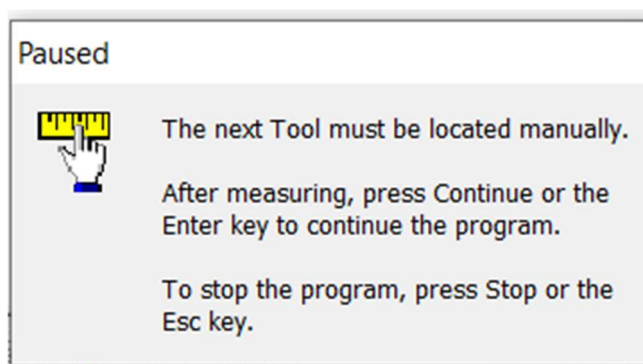 Paused
The next Tool must be located manually.
After measuring, press Continue or the
Enter key to continue the program.
To stop the program, press Stop or the
Esc key.